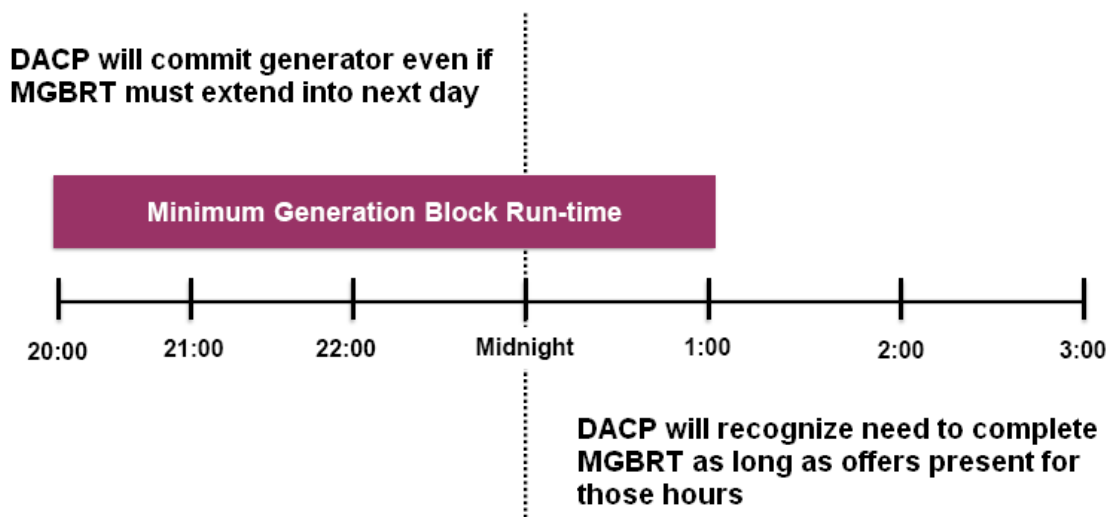 DACP will commit generator even if
MGBRT must extend into next day
Minimum Generation Block Run-time
20:00 21:00 22:00 Midnight 1:00 2:00 3:00
DACP will recognize need to complete
MGBRT as long as offers present for
those hours